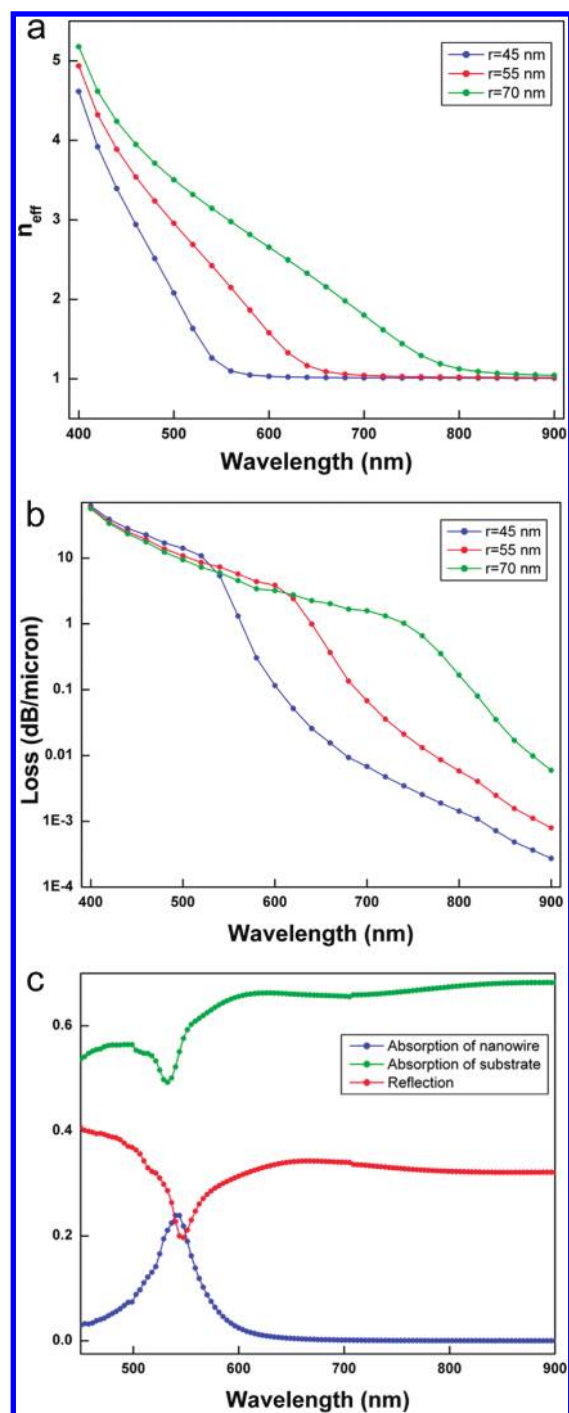 a
r=45 nm
r=55 nm
r=70 nm
5
4
3
2
1
n_eff
400 500 600 700 800 900
Wavelength (nm)
b
r=45 nm
r=55 nm
r=70 nm
10
1
0.1
0.01
1E-3
1E-4
Loss (dB/micron)
400 500 600 700 800 900
Wavelength (nm)
c
0.6
0.4
0.2
0.0
Absorption of nanowire
Absorption of substrate
Reflection
500 600 700 800 900
Wavelength (nm)